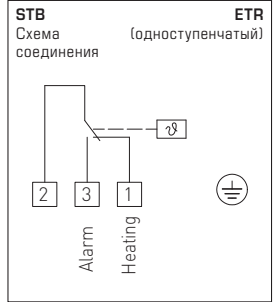 STB ETR
Схема (одноступенчатый)
соединения
ϑ
2 3 1
Alarm Heating